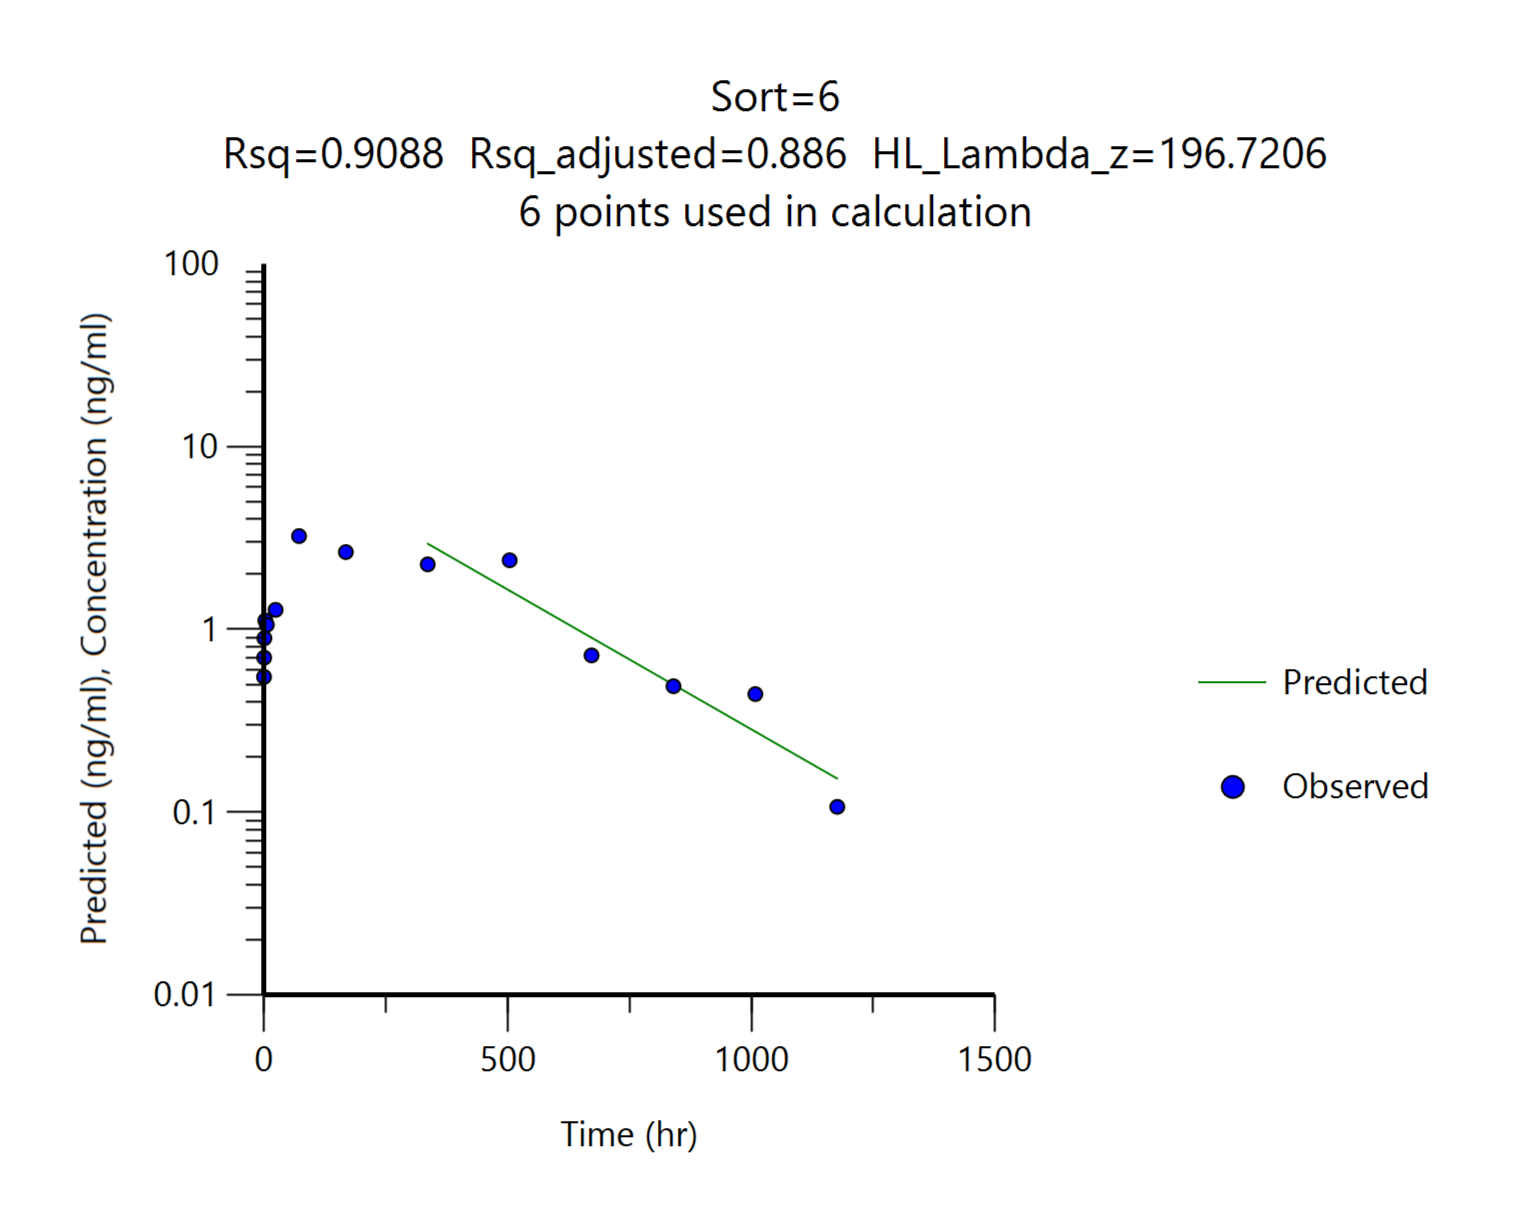 Sort=6
Rsq=0.9088 Rsq_adjusted=0.886 HL_Lambda_z=196.7206
6 points used in calculation
Predicted (ng/ml), Concentration (ng/ml)
100
10
1
0.1
0.01
0 500 1000 1500
Time (hr)
Predicted
Observed